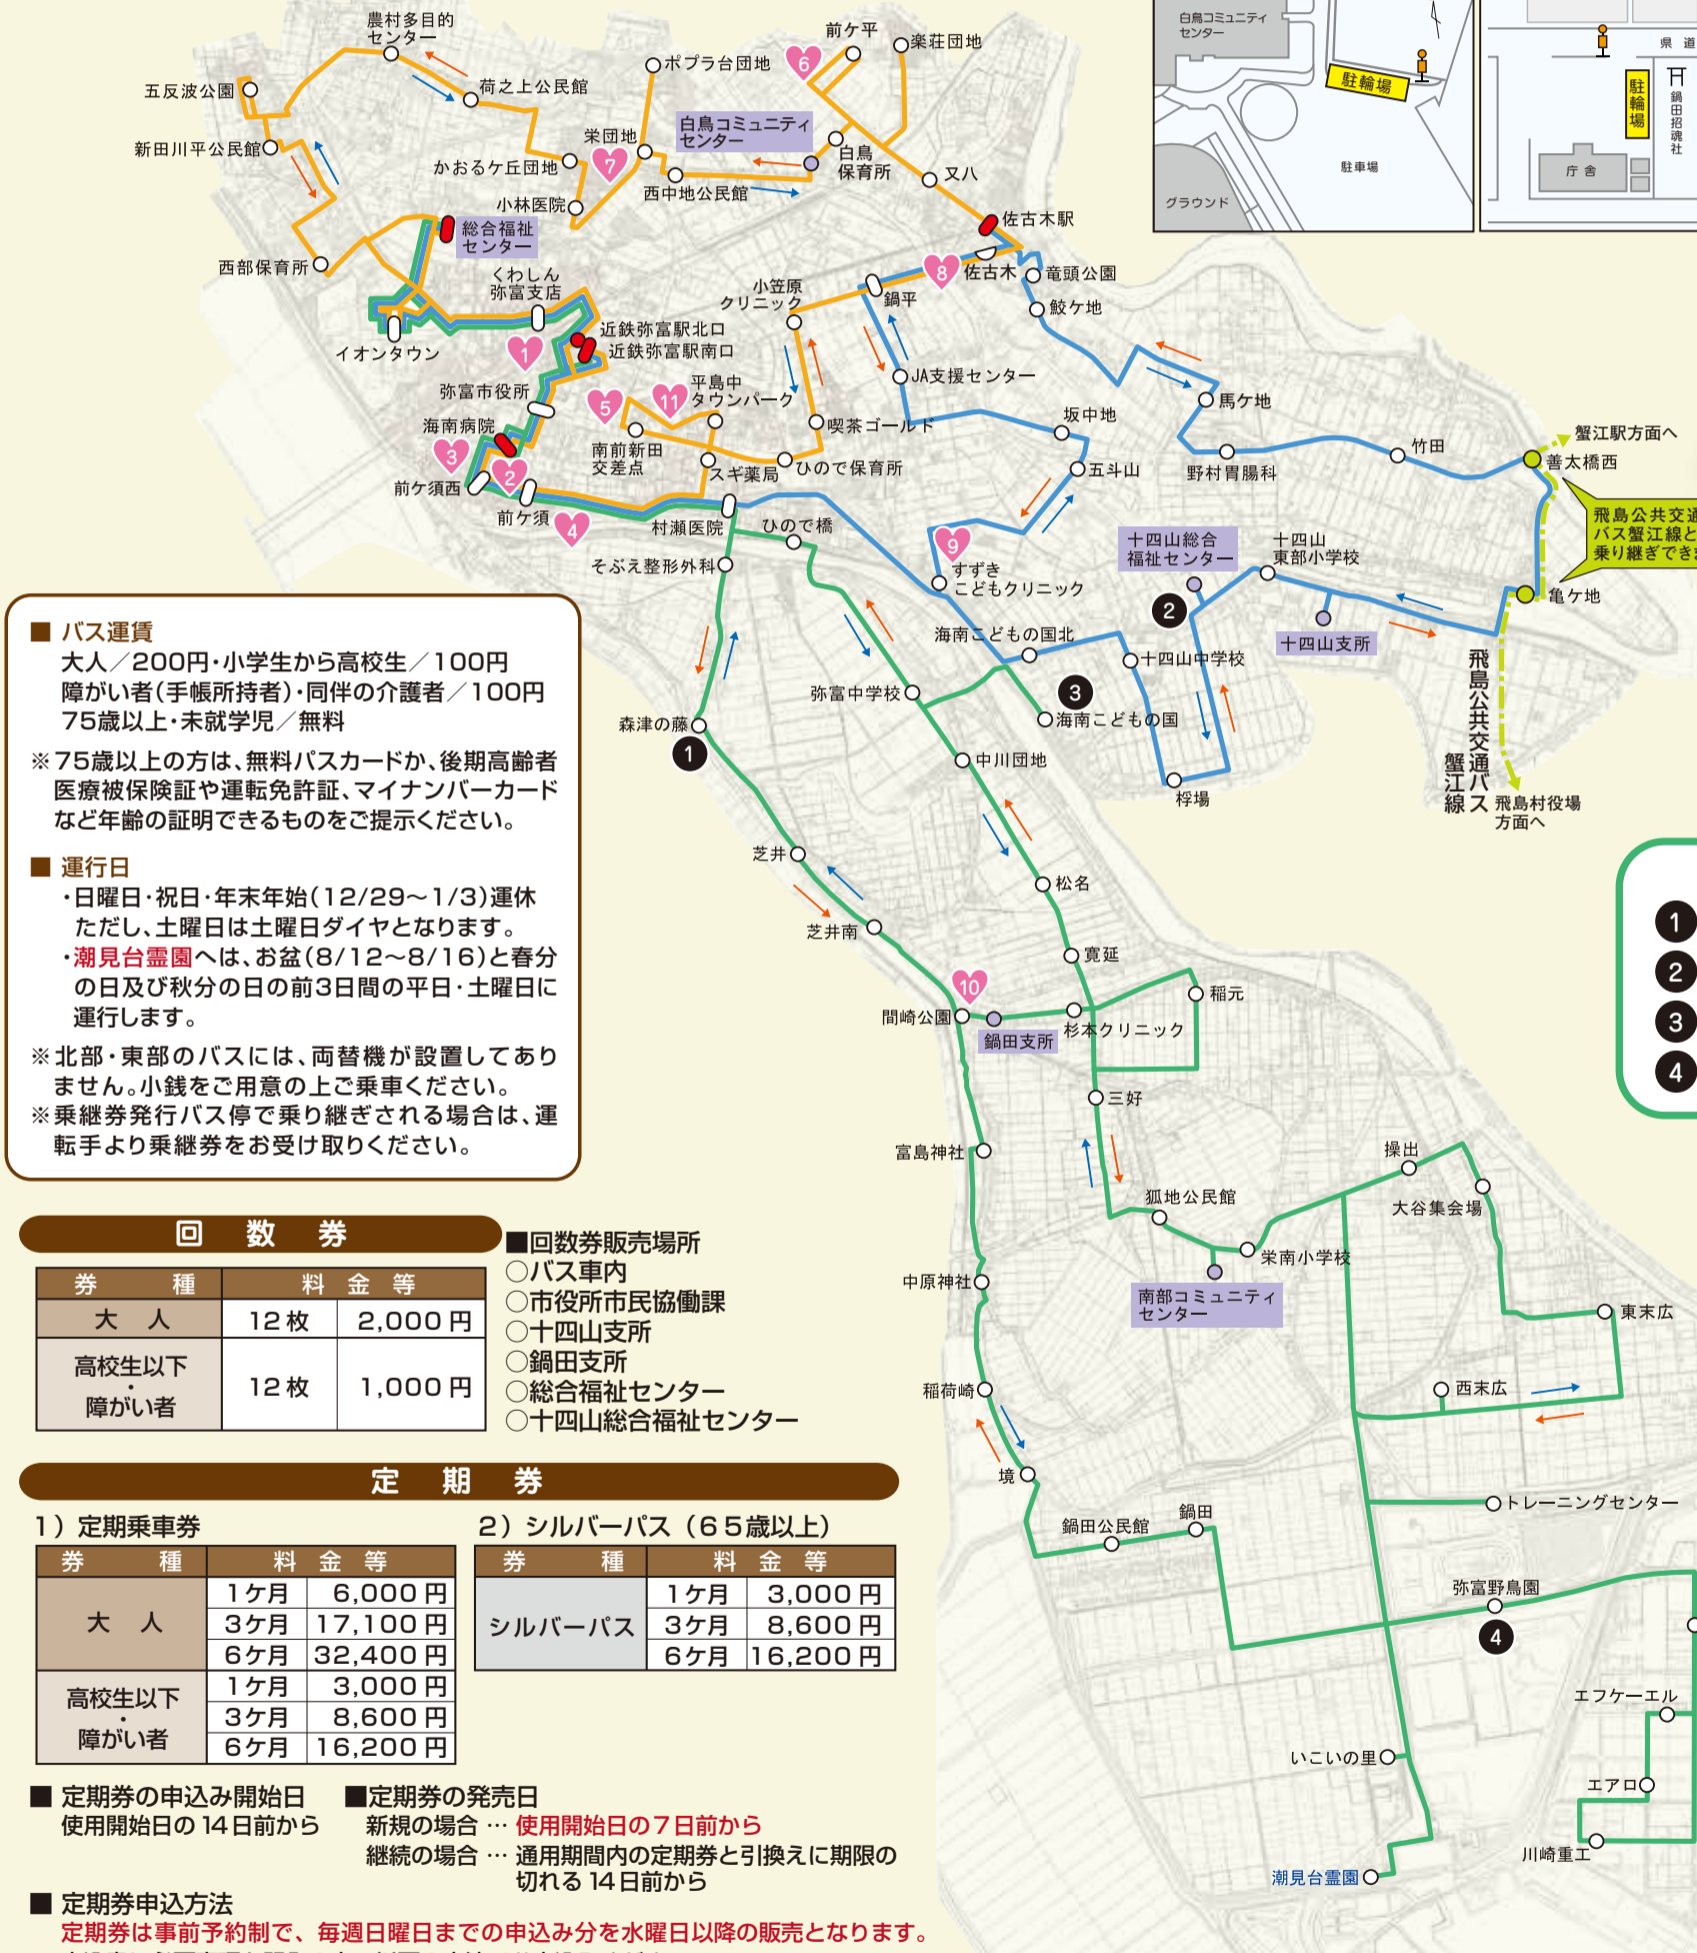 農村多目的
センター
五反波公園
荷之上公民館
新田川平公民館
かおるケ丘団地
小林医院
西部保育所
ポプラ台団地
前ケ平
楽荘団地
6
栄団地
7
白鳥コミュニティ
センター
白鳥
保育所
西中地公民館
又八
佐古木駅
総合福祉
センター
くわしん
弥富支店
イオンタウン
近鉄弥富駅北口
近鉄弥富駅南口
1
弥富市役所
海南病院
3
2
前ケ須西
前ケ須
4
5
11
平島中
タウンパーク
南前新田
交差点
スギ薬局
ひので保育所
喫茶ゴールド
小笠原
クリニック
鍋平
8
佐古木
竜頭公園
鮫ケ地
JA支援センター
坂中地
五斗山
馬ケ地
野村胃腸科
竹田
蟹江駅方面へ
善太橋西
亀ケ地
飛島公共交通
バス蟹江線と
乗り継ぎでき
村瀬医院
ひので橋
そぶえ整形外科
9
すずき
こどもクリニック
十四山総合
福祉センター
2
十四山
東部小学校
十四山支所
海南こどもの国北
十四山中学校
3
海南こどもの国
桴場
飛島公共交通バス
蟹江線
飛島村役場
方面へ
弥富中学校
森津の藤
1
中川団地
芝井
芝井南
松名
寛延
10
間崎公園
鍋田支所
杉本クリニック
稲元
三好
富島神社
狐地公民館
操出
大谷集会場
栄南小学校
南部コミュニティ
センター
中原神社
東末広
稲荷崎
西末広
境
トレーニングセンター
鍋田公民館
鍋田
弥富野鳥園
4
エフケーエル
いこいの里
エアロ
川崎重工
潮見台霊園
白鳥コミュニティ
センター
駐輪場
駐車場
グラウンド
県道
駐輪場
鍋田招魂社
庁舎
1
2
3
4
■ バス運賃
大人／200円・小学生から高校生／100円
障がい者(手帳所持者)・同伴の介護者／100円
75歳以上・未就学児／無料
※75歳以上の方は、無料パスカードか、後期高齢者
医療被保険証や運転免許証、マイナンバーカード
など年齢の証明できるものをご提示ください。
■ 運行日
・日曜日・祝日・年末年始(12/29〜1/3)運休
ただし、土曜日は土曜日ダイヤとなります。
・潮見台霊園へは、お盆(8/12〜8/16)と春分
の日及び秋分の日の前3日間の平日・土曜日に
運行します。
※北部・東部のバスには、両替機が設置してあり
ません。小銭をご用意の上ご乗車ください。
※乗継券発行バス停で乗り継ぎされる場合は、運
転手より乗継券をお受け取りください。
回数券
券種 料金等
大人 12枚 2,000円
高校生以下
・
障がい者
12枚 1,000円
■回数券販売場所
○バス車内
○市役所市民協働課
○十四山支所
○鍋田支所
○総合福祉センター
○十四山総合福祉センター
定期券
1）定期乗車券
券種 料金等
大人
1ケ月 6,000円
3ケ月 17,100円
6ケ月 32,400円
高校生以下
・
障がい者
1ケ月 3,000円
3ケ月 8,600円
6ケ月 16,200円
2）シルバーパス（65歳以上）
券種 料金等
シルバーパス
1ケ月 3,000円
3ケ月 8,600円
6ケ月 16,200円
■ 定期券の申込み開始日
使用開始日の14日前から
■定期券の発売日
新規の場合 … 使用開始日の7日前から
継続の場合 … 通用期間内の定期券と引換えに期限の
切れる14日前から
■ 定期券申込方法
定期券は事前予約制で、毎週日曜日までの申込み分を水曜日以降の販売となります。